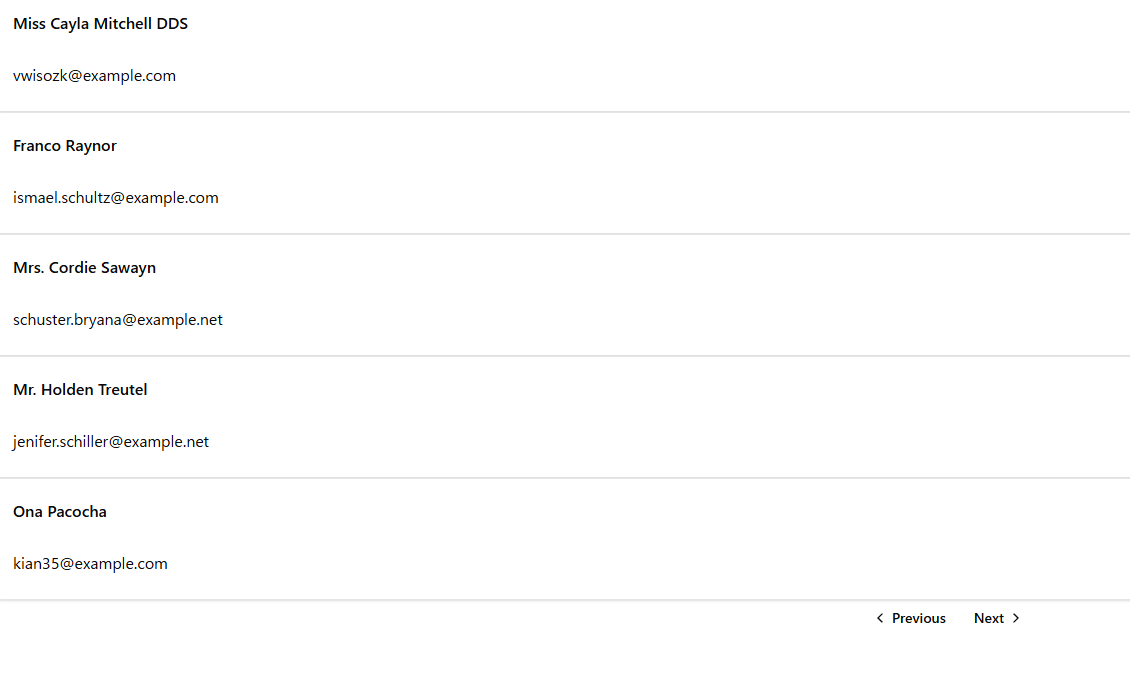 Miss Cayla Mitchell DDS
vwisozk@example.com
Franco Raynor
ismael.schultz@example.com
Mrs. Cordie Sawayn
schuster.bryana@example.net
Mr. Holden Treutel
jenifer.schiller@example.net
Ona Pacocha
kian35@example.com
Previous Next